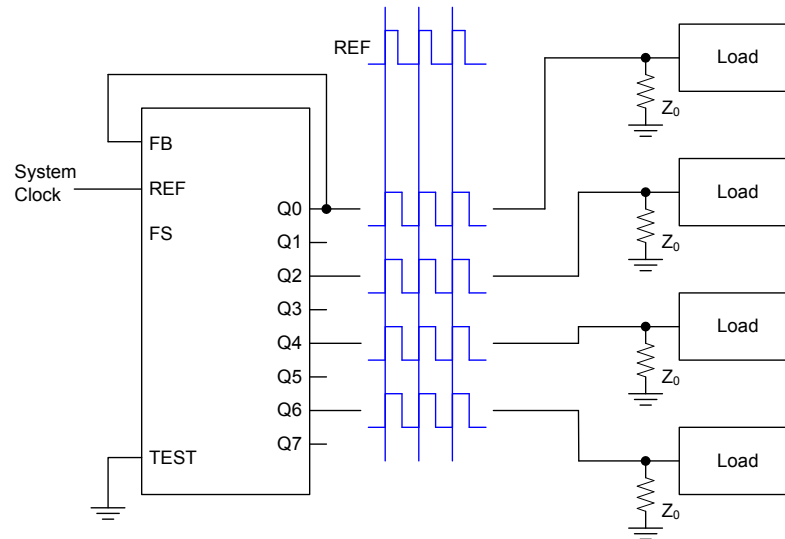 REF
Load
Z₀
FB
System
Clock
REF
FS
Q0
Q1
Q2
Q3
Q4
Q5
Q6
Q7
TEST
Load
Z₀
Load
Z₀
Load
Z₀